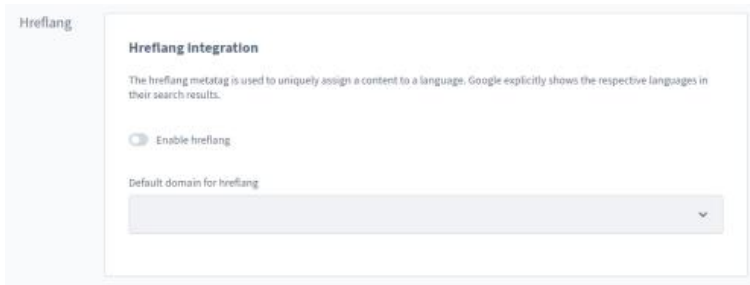 Hreflang
Hreflang Integration
The hreflang metatag is used to uniquely assign a content to a language. Google explicitly shows the respective languages in
their search results.
Enable hreflang
Default domain for hreflang